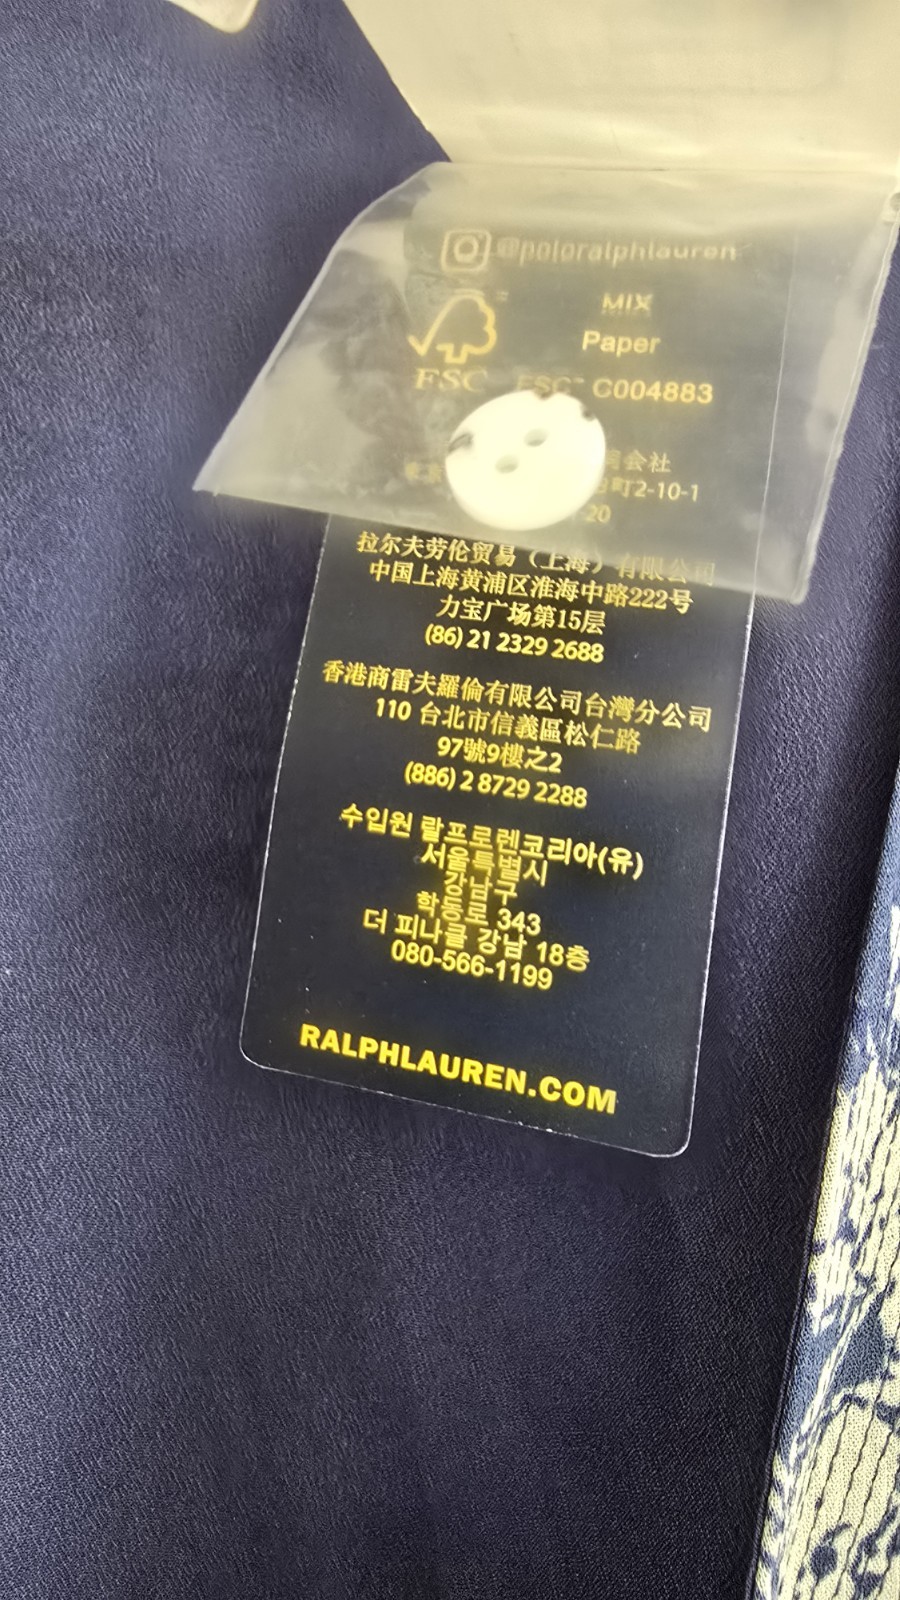 @poloralphlauren
MIX
Paper
FSC
FSC™ C004883
会社
町2-10-1
-20
拉尔夫劳伦贸易（上海）有限公司
中国上海黄浦区淮海中路222号
力宝广场第15层
(86) 21 2329 2688
香港商雷夫羅倫有限公司台灣分公司
110 台北市信義區松仁路
97號9樓之2
(886) 2 8729 2288
수입원 랄프로렌코리아(유)
서울특별시
강남구
학동로 343
더 피나클 강남 18층
080-566-1199
RALPHLAUREN.COM